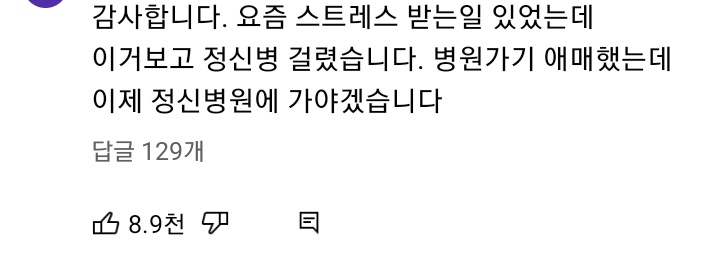 감사합니다. 요즘 스트레스 받는일 있었는데
이거보고 정신병 걸렸습니다. 병원가기 애매했는데
이제 정신병원에 가야겠습니다
답글 129개
8.9천